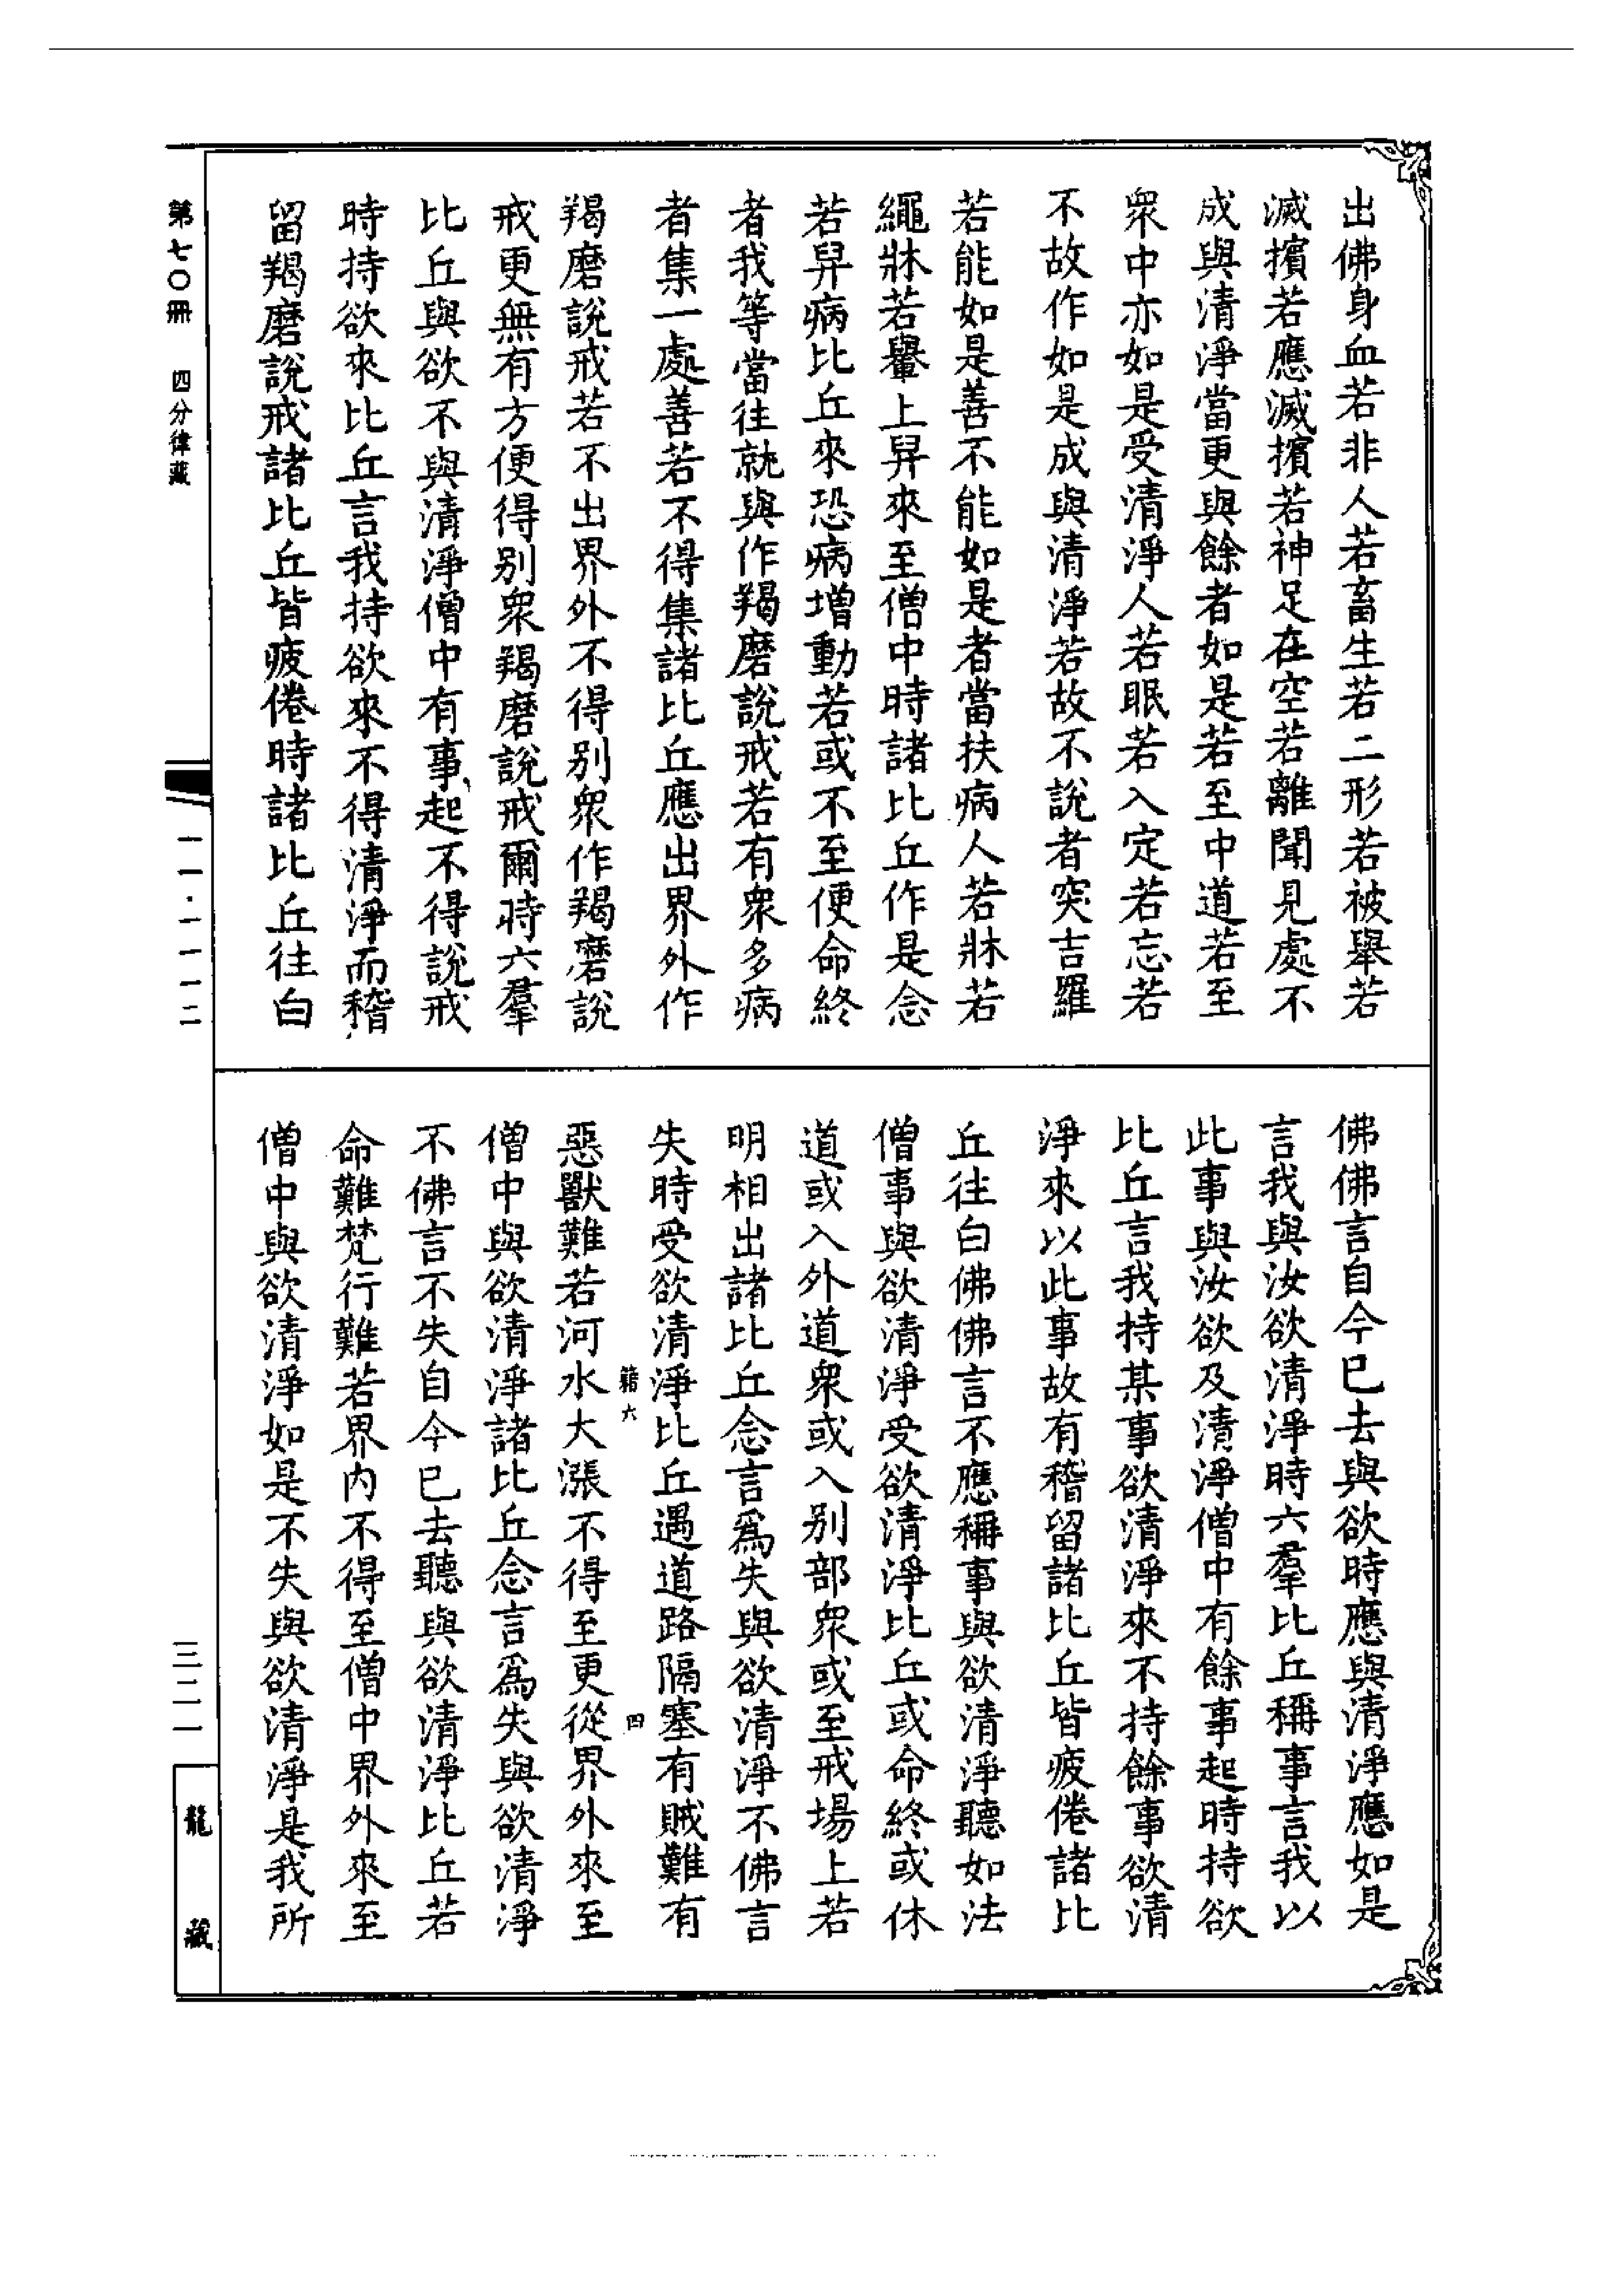 出佛身血若非人若畜生若二形若被舉若
滅擯若應滅擯若神足在空若離聞見處不
成與清淨當更與餘者如是若至中道若至
衆中亦如是受清淨人若眠若入定若忘若
不故作如是成與清淨若故不說者突吉羅
若能如是善不能如是者當扶病人若牀若
繩牀若轝上舁來至僧中時諸比丘作是念
若舁病比丘來恐病增動若或不至便命終
者我等當往就與作羯磨說戒若有衆多病
者集一處善若不得集諸比丘應出界外作
羯磨說戒若不出界外不得别衆作羯磨說
戒更無有方便得别衆羯磨說戒爾時六羣
比丘與欲不與清淨僧中有事起不得說戒
時持欲來比丘言我持欲來不得清淨而稽
留羯磨說戒諸比丘皆疲倦時諸比丘往白
佛佛言自今已去與欲時應與清淨應如是
言我與汝欲清淨時六羣比丘稱事言我以
此事與汝欲及清淨僧中有餘事起時持欲
比丘言我持某事欲清淨來不持餘事欲清
淨來以此事故有稽留諸比丘皆疲倦諸比
丘往白佛佛言不應稱事與欲清淨聽如法
僧事與欲清淨受欲清淨比丘或命終或休
道或入外道衆或入别部衆或至戒場上若
明相出諸比丘念言爲失與欲清淨不佛言
失時受欲清淨比丘遇道路隔塞有賊難有
籍六
四
惡獸難若河水大漲不得至更從界外來至
僧中與欲清淨諸比丘念言爲失與欲清淨
不佛言不失自今已去聽與欲清淨比丘若
命難梵行難若界内不得至僧中界外來至
僧中與欲清淨如是不失與欲清淨是我所
第七〇冊 四分律藏
一一·一一一二
三二一
龍藏